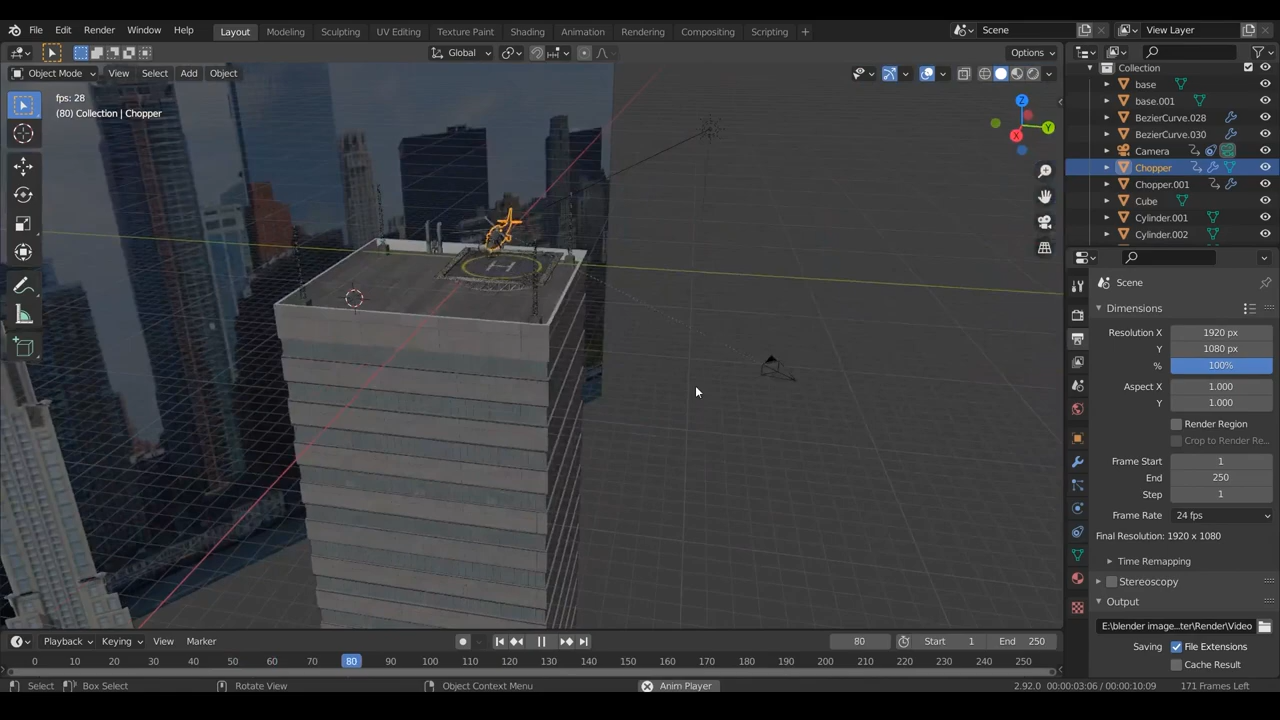 File Edit Render Window Help Layout Modeling Sculpting UV Editing Texture Paint Shading Animation Rendering Compositing Scripting + Scene View Layer
Global Options
Object Mode View Select Add Object
fps: 28
(80) Collection | Chopper
Z
Y
X
H
Collection
base
base.001
BezierCurve.028
BezierCurve.030
Camera
Chopper
Chopper.001
Cube
Cylinder.001
Cylinder.002
Scene
Dimensions
Resolution X 1920 px
Y 1080 px
% 100%
Aspect X 1.000
Y 1.000
Render Region
Crop to Render Re...
Frame Start 1
End 250
Step 1
Frame Rate 24 fps
Final Resolution: 1920 x 1080
Time Remapping
Stereoscopy
Output
E:\blender image...ter\Render\Video
Saving File Extensions
Cache Result
Playback Keying View Marker 80 Start 1 End 250
0 10 20 30 40 50 60 70 80 90 100 110 120 130 140 150 160 170 180 190 200 210 220 230 240 250
Select Box Select Rotate View Object Context Menu Anim Player 2.92.0 00:00:03:06 / 00:00:10:09 171 Frames Left